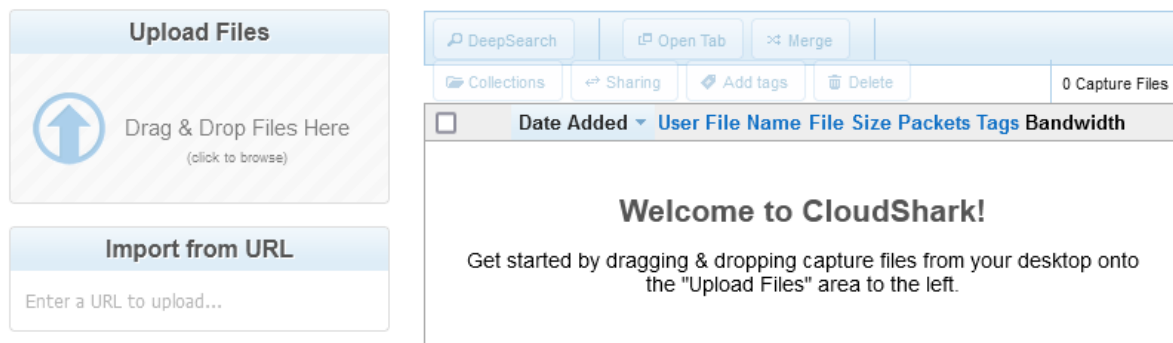 Upload Files
Drag & Drop Files Here
(click to browse)
Import from URL
Enter a URL to upload...
DeepSearch Open Tab Merge
Collections Sharing Add tags Delete 0 Capture Files
Date Added User File Name File Size Packets Tags Bandwidth
Welcome to CloudShark!
Get started by dragging & dropping capture files from your desktop onto
the "Upload Files" area to the left.